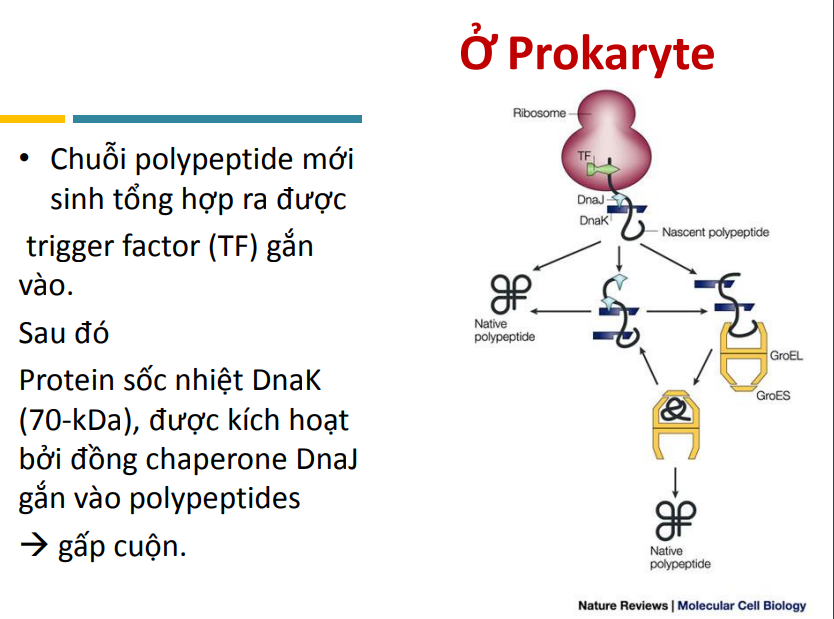 Ở Prokaryte
• Chuỗi polypeptide mới
sinh tổng hợp ra được
trigger factor (TF) gắn
vào.
Sau đó
Protein sốc nhiệt DnaK
(70-kDa), được kích hoạt
bởi đồng chaperone DnaJ
gắn vào polypeptides
→ gấp cuộn.
Ribosome
TF
DnaJ
DnaK
Nascent polypeptide
Native
polypeptide
GroEL
GroES
Native
polypeptide
Nature Reviews | Molecular Cell Biology